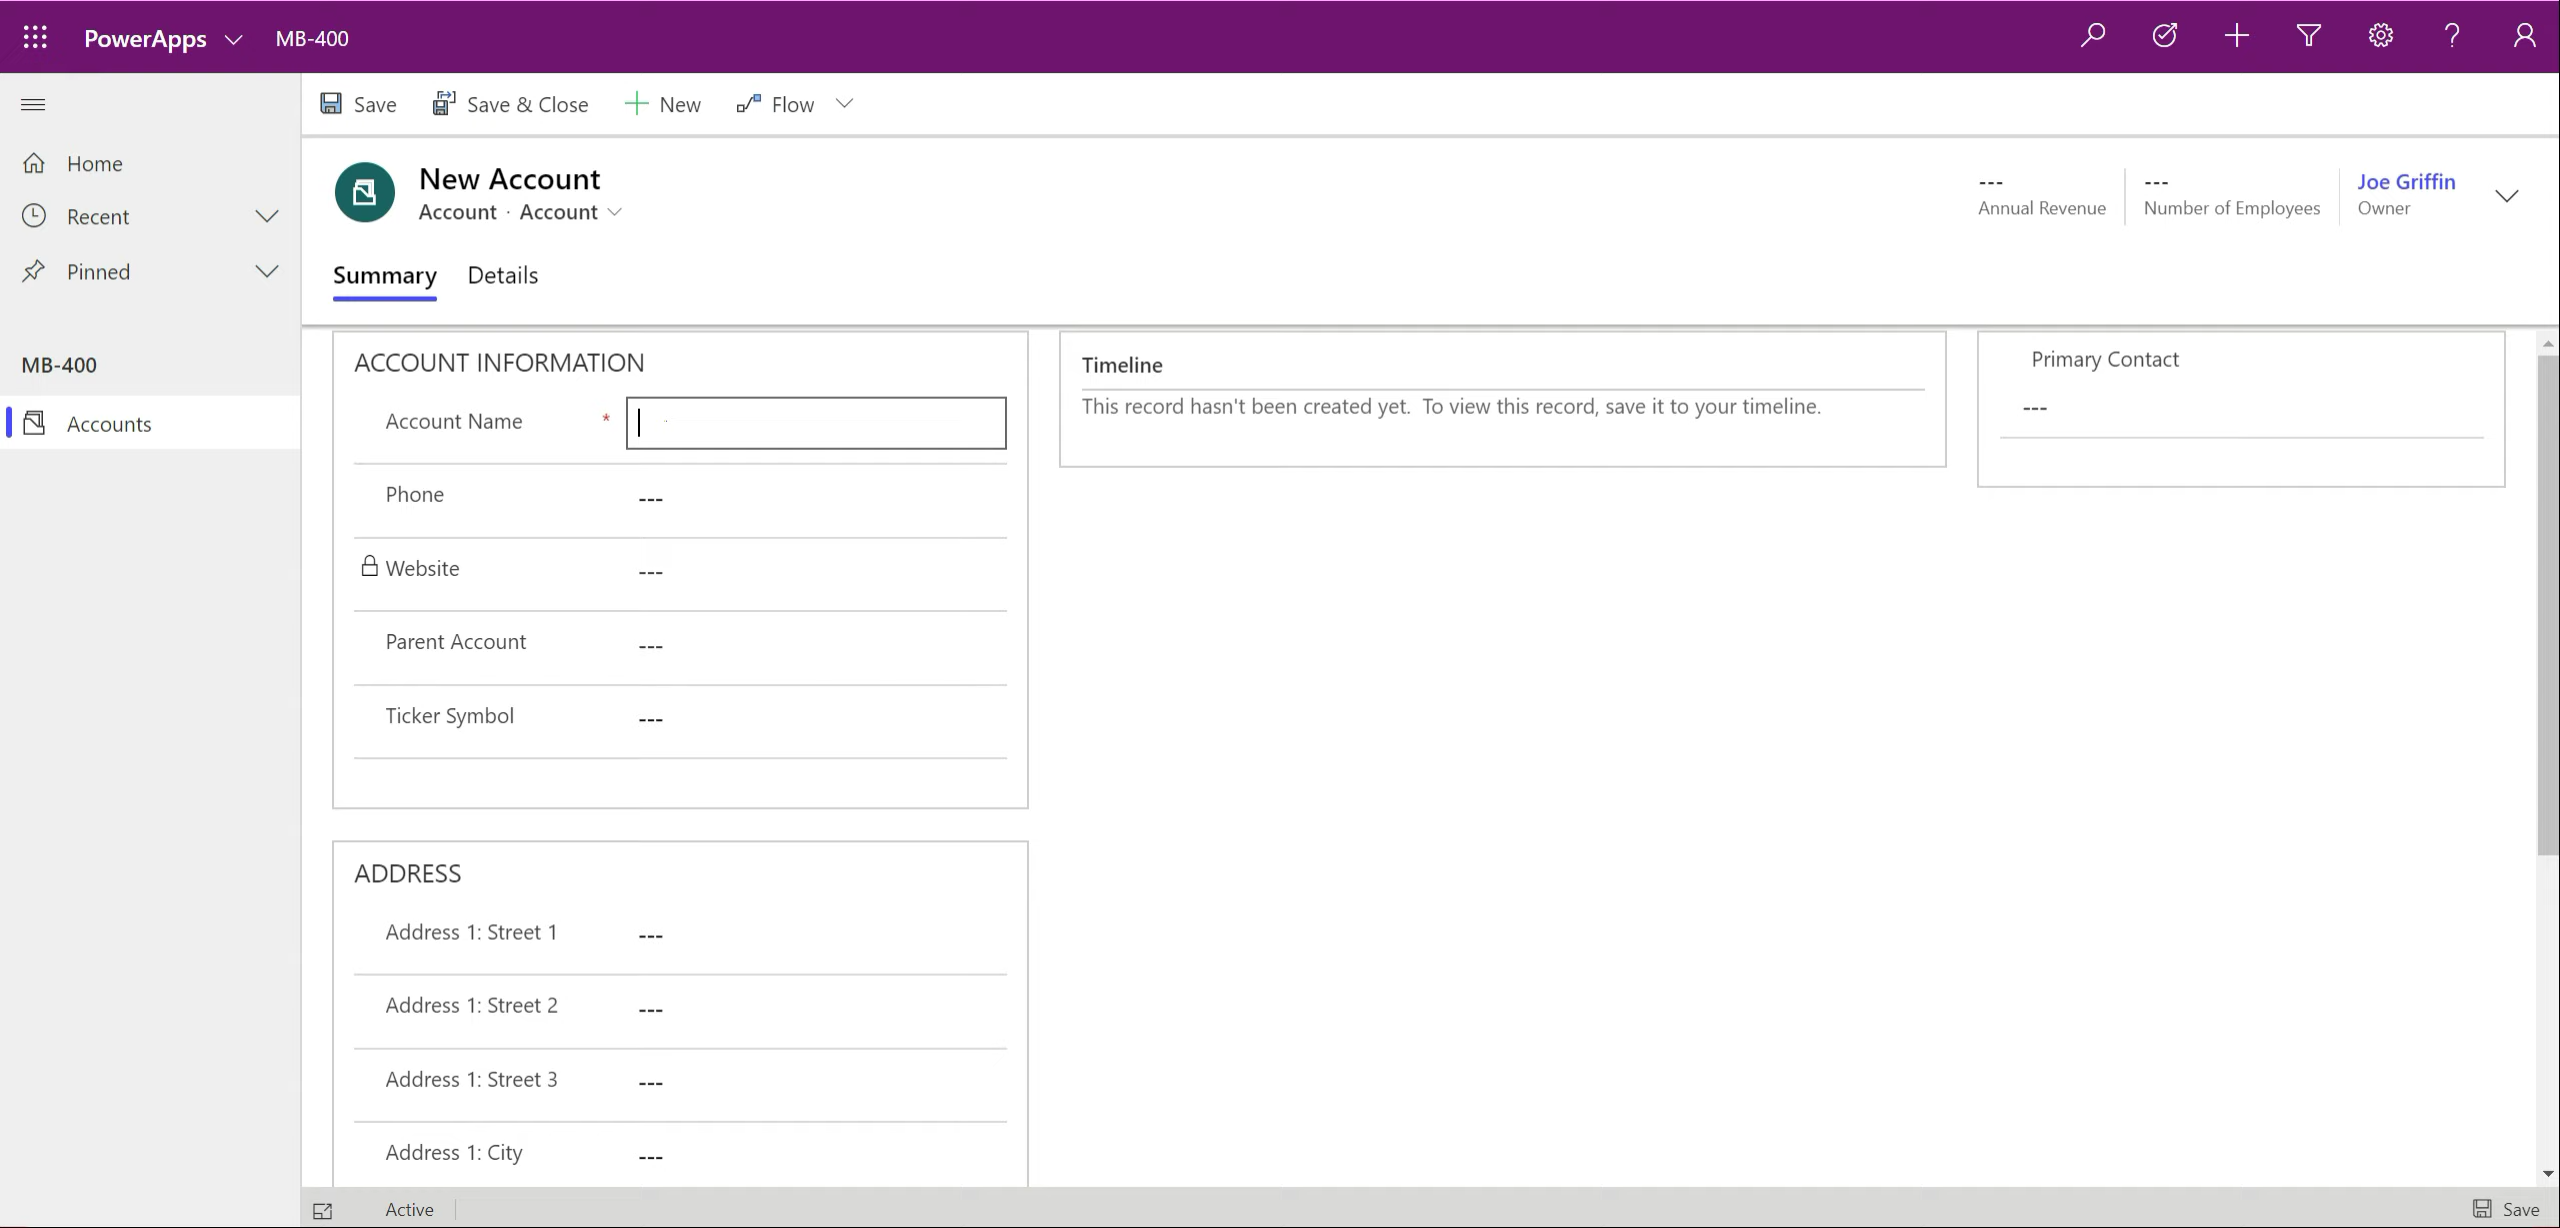 PowerApps MB-400
Save Save & Close New Flow
Home
Recent
Pinned
MB-400
Accounts
New Account
Account · Account
--- Annual Revenue
--- Number of Employees
Joe Griffin
Owner
Summary Details
ACCOUNT INFORMATION
Account Name *
Phone ---
Website ---
Parent Account ---
Ticker Symbol ---
ADDRESS
Address 1: Street 1 ---
Address 1: Street 2 ---
Address 1: Street 3 ---
Address 1: City ---
Timeline
This record hasn't been created yet. To view this record, save it to your timeline.
Primary Contact
---
Active
Save